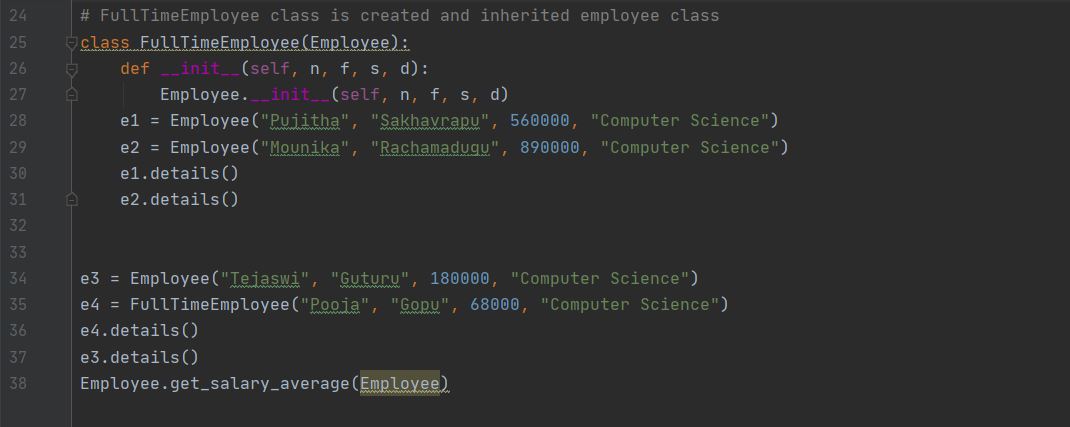 24 # FullTimeEmployee class is created and inherited employee class
25 class FullTimeEmployee(Employee):
26     def __init__(self, n, f, s, d):
27         Employee.__init__(self, n, f, s, d)
28     e1 = Employee("Pujitha", "Sakhavrapu", 560000, "Computer Science")
29     e2 = Employee("Mounika", "Rachamadugu", 890000, "Computer Science")
30     e1.details()
31     e2.details()
32
33
34 e3 = Employee("Tejaswi", "Guturu", 180000, "Computer Science")
35 e4 = FullTimeEmployee("Pooja", "Gopu", 68000, "Computer Science")
36 e4.details()
37 e3.details()
38 Employee.get_salary_average(Employee)